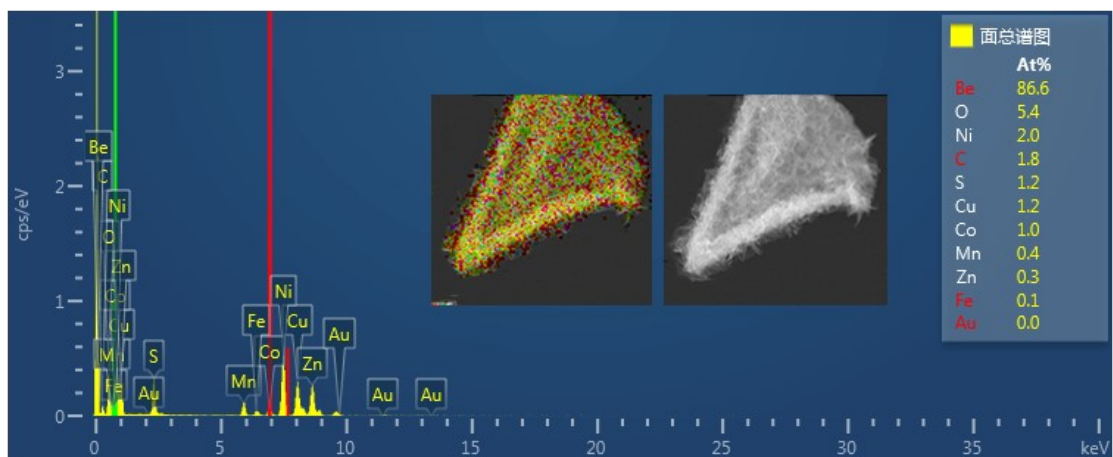 面总谱图
At%
Be 86.6
O 5.4
Ni 2.0
C 1.8
S 1.2
Cu 1.2
Co 1.0
Mn 0.4
Zn 0.3
Fe 0.1
Au 0.0
cps/eV
3
2
1
0
Be
C
Ni
O
Zn
Co
Cu
S
Fe
Au
Mn
Fe
Co
Ni
Cu
Zn
Au
Au
Au
0 5 10 15 20 25 30 35 keV